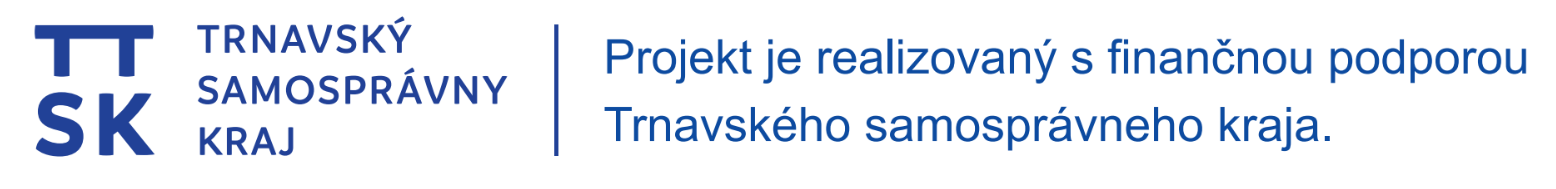 TT
SK
TRNAVSKÝ
SAMOSPRÁVNY
KRAJ
Projekt je realizovaný s finančnou podporou
Trnavského samosprávneho kraja.